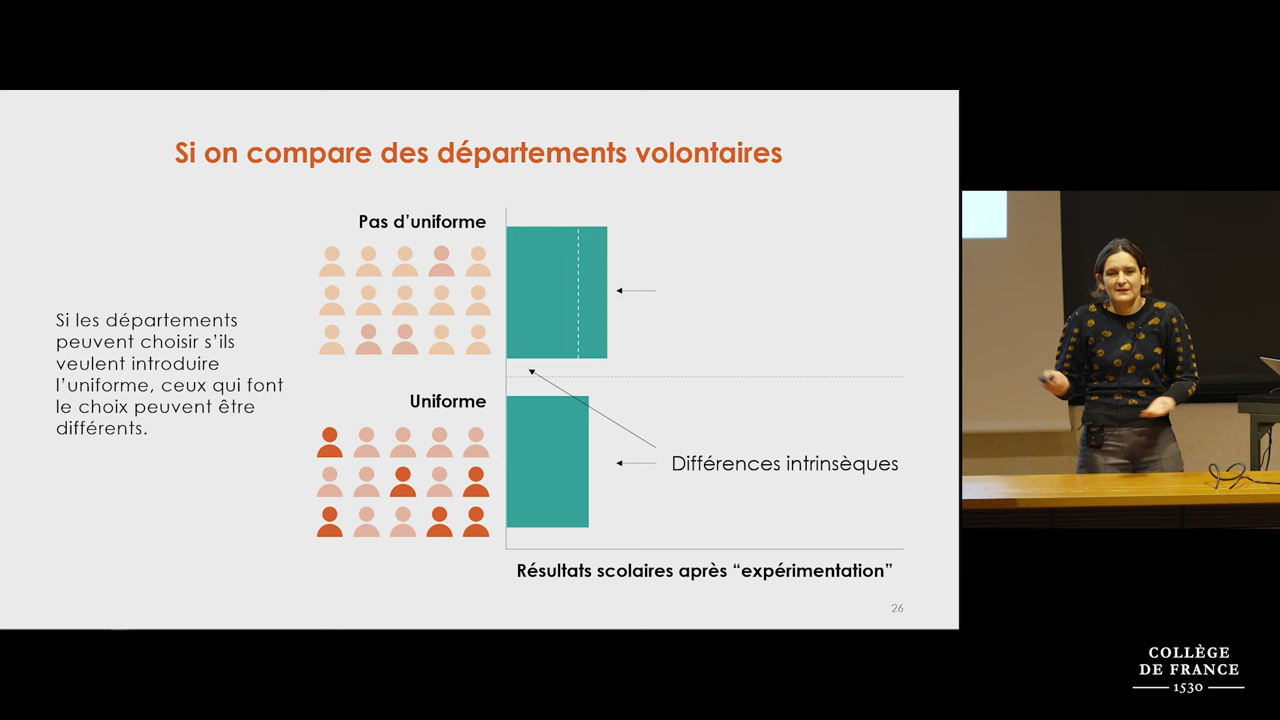 Si on compare des départements volontaires
Pas d’uniforme
Si les départements
peuvent choisir s’ils
veulent introduire
l’uniforme, ceux qui font
le choix peuvent être
différents.
Uniforme
Différences intrinsèques
Résultats scolaires après “expérimentation”
26
COLLÈGE
DE FRANCE
1530